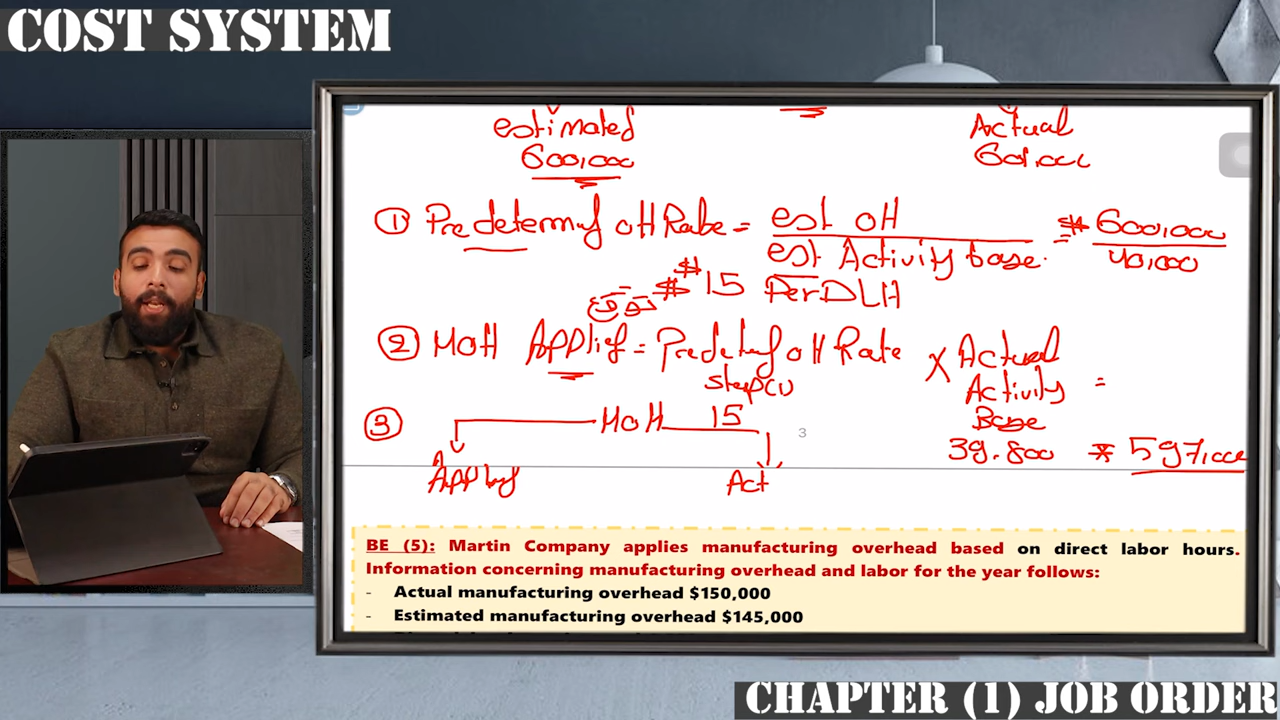 COST SYSTEM
estimated
600,000
Actual
601,000
① Predetermined oH Rate = est oH / est Activity base = $ 600,000 / 40,000
$15 Per DLH
② MoH Applied = Predeter oH Rate X Actual Activity Base =
step (1)
15
39.800 * 597,000
③ MoH
Applied
Act
3
BE (5): Martin Company applies manufacturing overhead based on direct labor hours.
Information concerning manufacturing overhead and labor for the year follows:
- Actual manufacturing overhead $150,000
- Estimated manufacturing overhead $145,000
CHAPTER (1) JOB ORDER